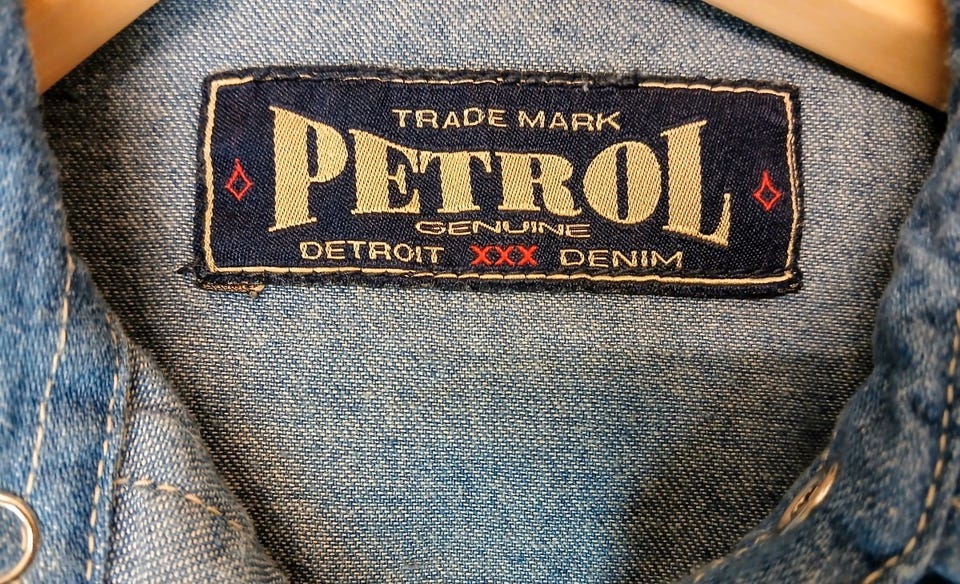 TRADE MARK
PETROL
GENUINE
DETROIT XXX DENIM